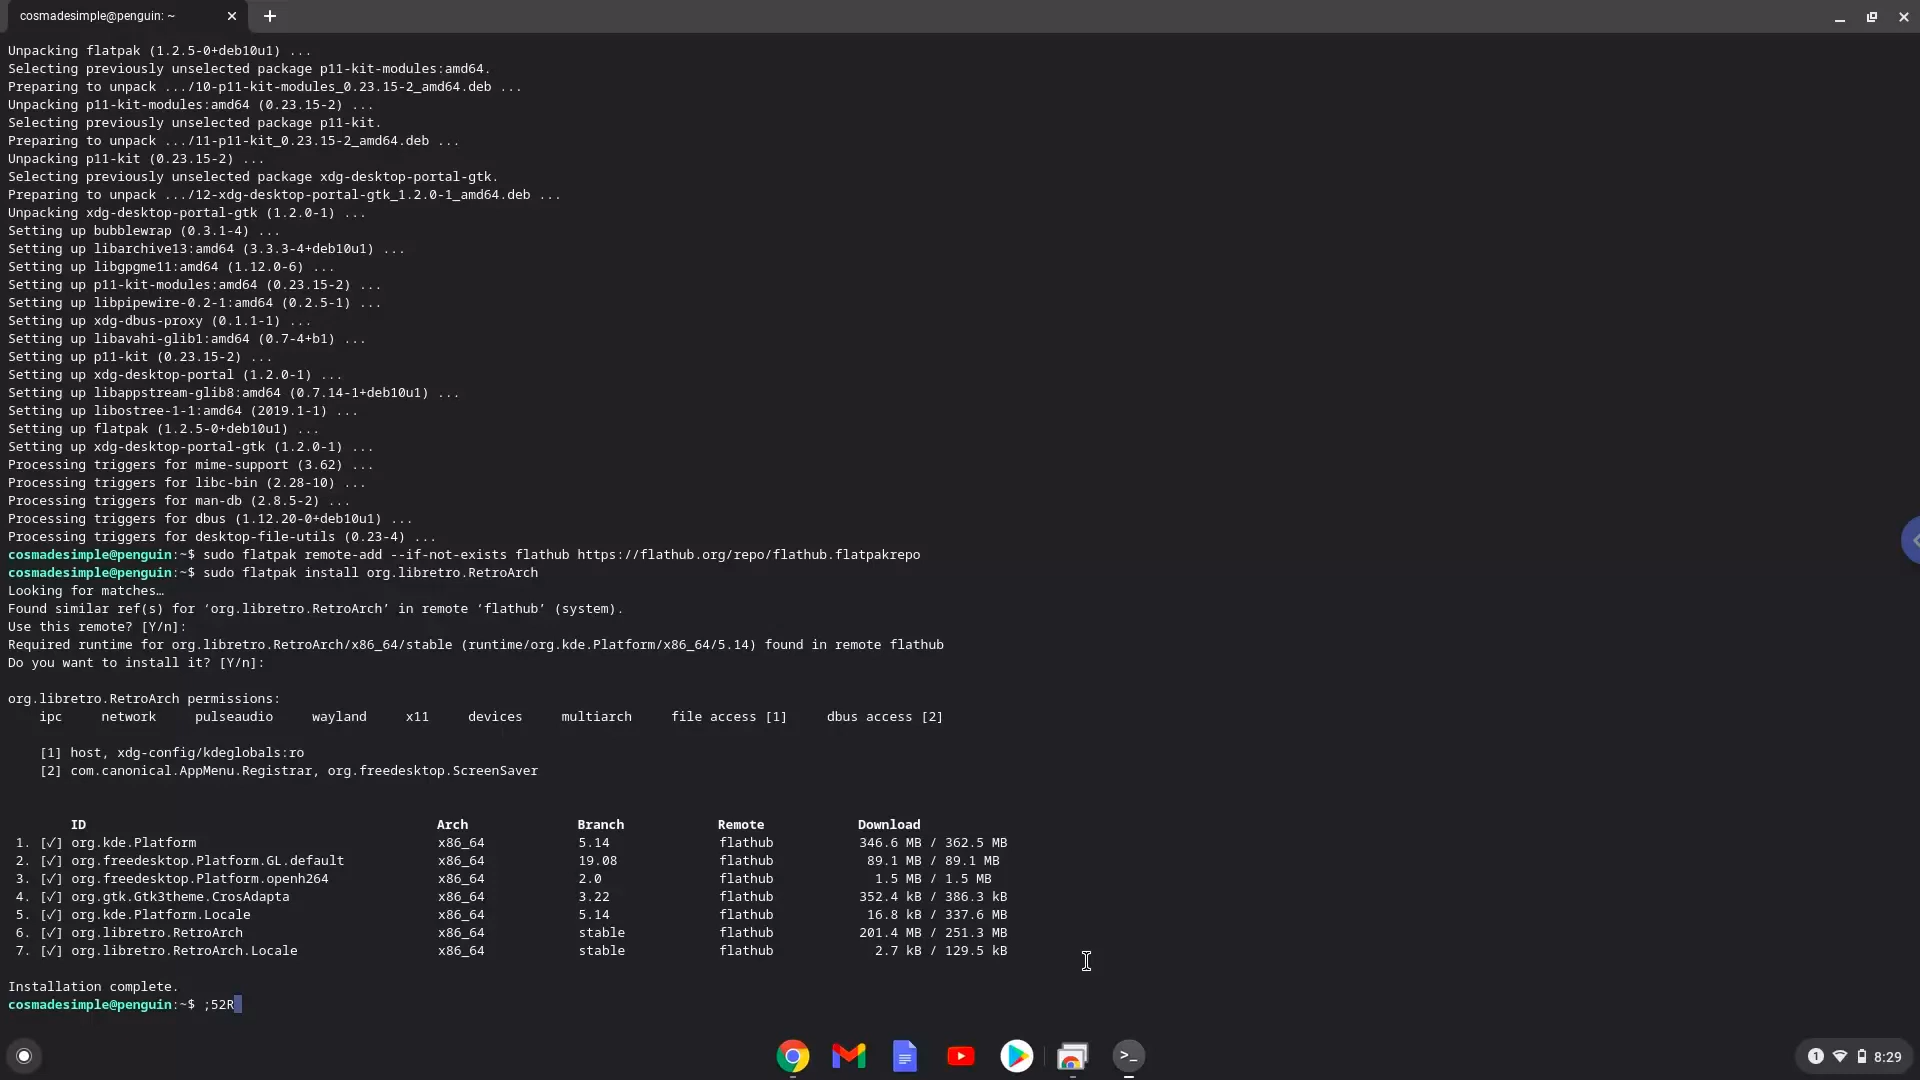 cosmadesimple@penguin: ~
Unpacking flatpak (1.2.5-0+deb10u1) ...
Selecting previously unselected package p11-kit-modules:amd64.
Preparing to unpack .../10-p11-kit-modules_0.23.15-2_amd64.deb ...
Unpacking p11-kit-modules:amd64 (0.23.15-2) ...
Selecting previously unselected package p11-kit.
Preparing to unpack .../11-p11-kit_0.23.15-2_amd64.deb ...
Unpacking p11-kit (0.23.15-2) ...
Selecting previously unselected package xdg-desktop-portal-gtk.
Preparing to unpack .../12-xdg-desktop-portal-gtk_1.2.0-1_amd64.deb ...
Unpacking xdg-desktop-portal-gtk (1.2.0-1) ...
Setting up bubblewrap (0.3.1-4) ...
Setting up libarchive13:amd64 (3.3.3-4+deb10u1) ...
Setting up libgpgme11:amd64 (1.12.0-6) ...
Setting up p11-kit-modules:amd64 (0.23.15-2) ...
Setting up libpipewire-0.2-1:amd64 (0.2.5-1) ...
Setting up xdg-dbus-proxy (0.1.1-1) ...
Setting up libavahi-glib1:amd64 (0.7-4+b1) ...
Setting up p11-kit (0.23.15-2) ...
Setting up xdg-desktop-portal (1.2.0-1) ...
Setting up libappstream-glib8:amd64 (0.7.14-1+deb10u1) ...
Setting up libostree-1-1:amd64 (2019.1-1) ...
Setting up flatpak (1.2.5-0+deb10u1) ...
Setting up xdg-desktop-portal-gtk (1.2.0-1) ...
Processing triggers for mime-support (3.62) ...
Processing triggers for libc-bin (2.28-10) ...
Processing triggers for man-db (2.8.5-2) ...
Processing triggers for dbus (1.12.20-0+deb10u1) ...
Processing triggers for desktop-file-utils (0.23-4) ...
cosmadesimple@penguin:~$ sudo flatpak remote-add --if-not-exists flathub https://flathub.org/repo/flathub.flatpakrepo
cosmadesimple@penguin:~$ sudo flatpak install org.libretro.RetroArch
Looking for matches…
Found similar ref(s) for ‘org.libretro.RetroArch’ in remote ‘flathub’ (system).
Use this remote? [Y/n]:
Required runtime for org.libretro.RetroArch/x86_64/stable (runtime/org.kde.Platform/x86_64/5.14) found in remote flathub
Do you want to install it? [Y/n]:
org.libretro.RetroArch permissions:
ipc network pulseaudio wayland x11 devices multiarch file access [1] dbus access [2]
[1] host, xdg-config/kdeglobals:ro
[2] com.canonical.AppMenu.Registrar, org.freedesktop.ScreenSaver
ID Arch Branch Remote Download
1. [✓] org.kde.Platform x86_64 5.14 flathub 346.6 MB / 362.5 MB
2. [✓] org.freedesktop.Platform.GL.default x86_64 19.08 flathub 89.1 MB / 89.1 MB
3. [✓] org.freedesktop.Platform.openh264 x86_64 2.0 flathub 1.5 MB / 1.5 MB
4. [✓] org.gtk.Gtk3theme.CrosAdapta x86_64 3.22 flathub 352.4 kB / 386.3 kB
5. [✓] org.kde.Platform.Locale x86_64 5.14 flathub 16.8 kB / 337.6 MB
6. [✓] org.libretro.RetroArch x86_64 stable flathub 201.4 MB / 251.3 MB
7. [✓] org.libretro.RetroArch.Locale x86_64 stable flathub 2.7 kB / 129.5 kB
Installation complete.
cosmadesimple@penguin:~$ ;52R
1 8:29